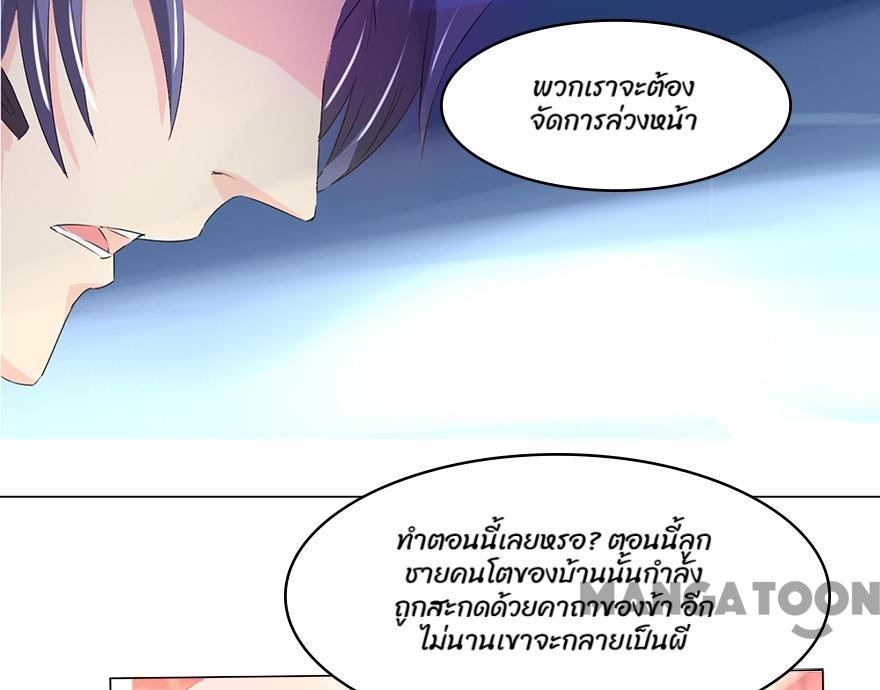 พวกเราจะต้อง
จัดการล่วงหน้า
ทำตอนนี้เลยหรอ? ตอนนี้ลูก
ชายคนโตของบ้านนั้นกำลัง
ถูกสะกดด้วยคาถาของข้า อีก
ไม่นานเขาจะกลายเป็นผี
MANGATOON